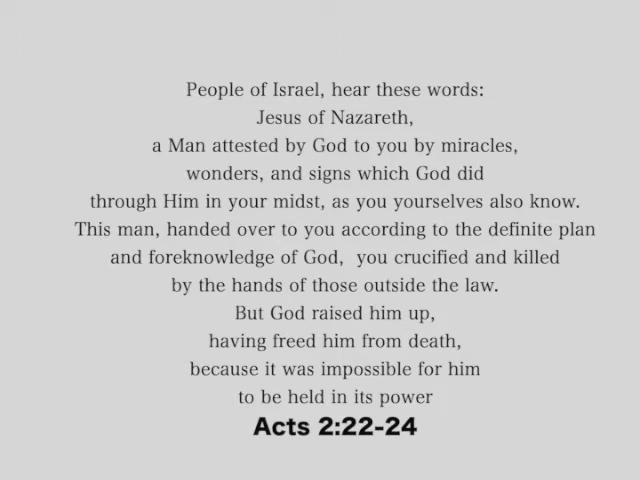 People of Israel, hear these words:
Jesus of Nazareth,
a Man attested by God to you by miracles,
wonders, and signs which God did
through Him in your midst, as you yourselves also know.
This man, handed over to you according to the definite plan
and foreknowledge of God,  you crucified and killed
by the hands of those outside the law.
But God raised him up,
having freed him from death,
because it was impossible for him
to be held in its power
Acts 2:22-24